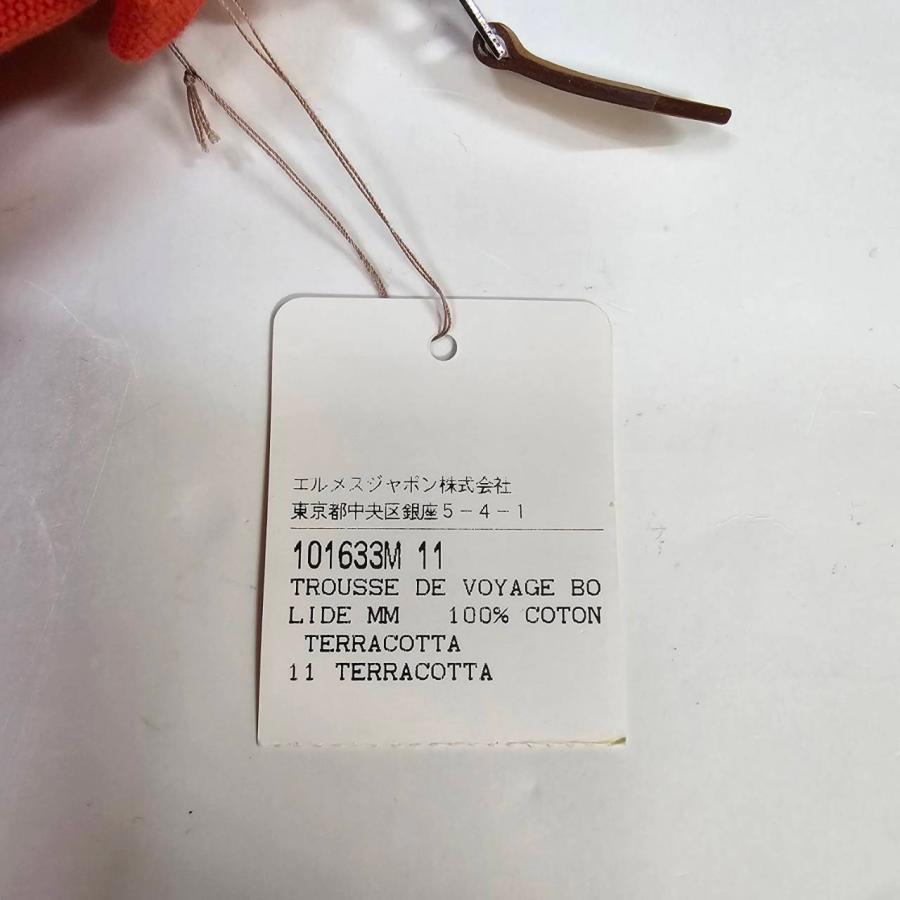 エルメスジャポン株式会社
東京都中央区銀座５－４－１
101633M 11
TROUSSE DE VOYAGE BO
LIDE MM 100% COTON
TERRACOTTA
11 TERRACOTTA